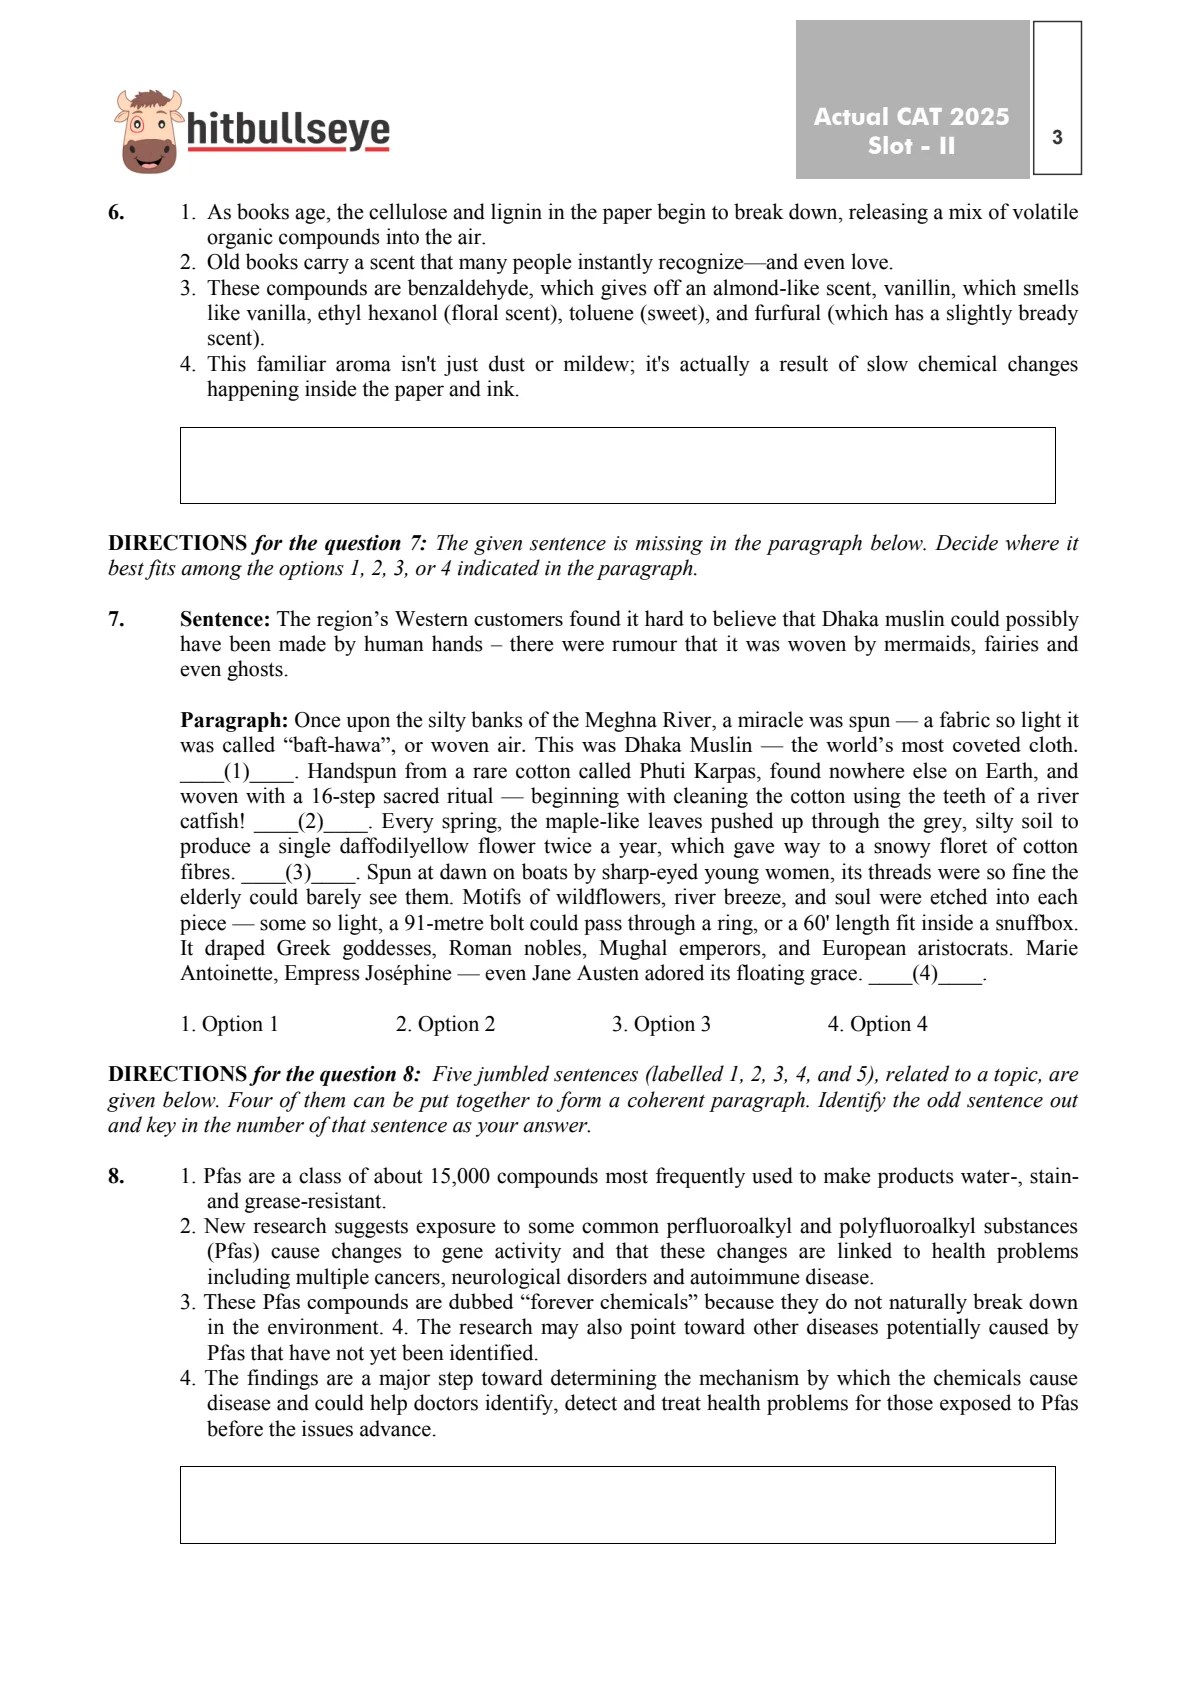 hitbullseye
Actual CAT 2025
Slot - II
3
6. 1. As books age, the cellulose and lignin in the paper begin to break down, releasing a mix of volatile
organic compounds into the air.
2. Old books carry a scent that many people instantly recognize—and even love.
3. These compounds are benzaldehyde, which gives off an almond-like scent, vanillin, which smells
like vanilla, ethyl hexanol (floral scent), toluene (sweet), and furfural (which has a slightly bready
scent).
4. This familiar aroma isn't just dust or mildew; it's actually a result of slow chemical changes
happening inside the paper and ink.
DIRECTIONS for the question 7: The given sentence is missing in the paragraph below. Decide where it
best fits among the options 1, 2, 3, or 4 indicated in the paragraph.
7. Sentence: The region’s Western customers found it hard to believe that Dhaka muslin could possibly
have been made by human hands – there were rumour that it was woven by mermaids, fairies and
even ghosts.
Paragraph: Once upon the silty banks of the Meghna River, a miracle was spun — a fabric so light it
was called “baft-hawa”, or woven air. This was Dhaka Muslin — the world’s most coveted cloth.
____(1)____. Handspun from a rare cotton called Phuti Karpas, found nowhere else on Earth, and
woven with a 16-step sacred ritual — beginning with cleaning the cotton using the teeth of a river
catfish! ____(2)____. Every spring, the maple-like leaves pushed up through the grey, silty soil to
produce a single daffodilyellow flower twice a year, which gave way to a snowy floret of cotton
fibres. ____(3)____. Spun at dawn on boats by sharp-eyed young women, its threads were so fine the
elderly could barely see them. Motifs of wildflowers, river breeze, and soul were etched into each
piece — some so light, a 91-metre bolt could pass through a ring, or a 60' length fit inside a snuffbox.
It draped Greek goddesses, Roman nobles, Mughal emperors, and European aristocrats. Marie
Antoinette, Empress Joséphine — even Jane Austen adored its floating grace. ____(4)____.
1. Option 1 2. Option 2 3. Option 3 4. Option 4
DIRECTIONS for the question 8: Five jumbled sentences (labelled 1, 2, 3, 4, and 5), related to a topic, are
given below. Four of them can be put together to form a coherent paragraph. Identify the odd sentence out
and key in the number of that sentence as your answer.
8. 1. Pfas are a class of about 15,000 compounds most frequently used to make products water-, stain-
and grease-resistant.
2. New research suggests exposure to some common perfluoroalkyl and polyfluoroalkyl substances
(Pfas) cause changes to gene activity and that these changes are linked to health problems
including multiple cancers, neurological disorders and autoimmune disease.
3. These Pfas compounds are dubbed “forever chemicals” because they do not naturally break down
in the environment. 4. The research may also point toward other diseases potentially caused by
Pfas that have not yet been identified.
4. The findings are a major step toward determining the mechanism by which the chemicals cause
disease and could help doctors identify, detect and treat health problems for those exposed to Pfas
before the issues advance.